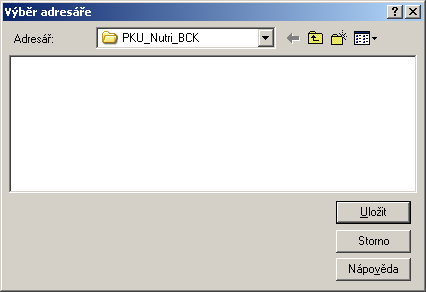 Výběr adresáře
Adresář: PKU_Nutri_BCK
Uložit
Storno
Nápověda